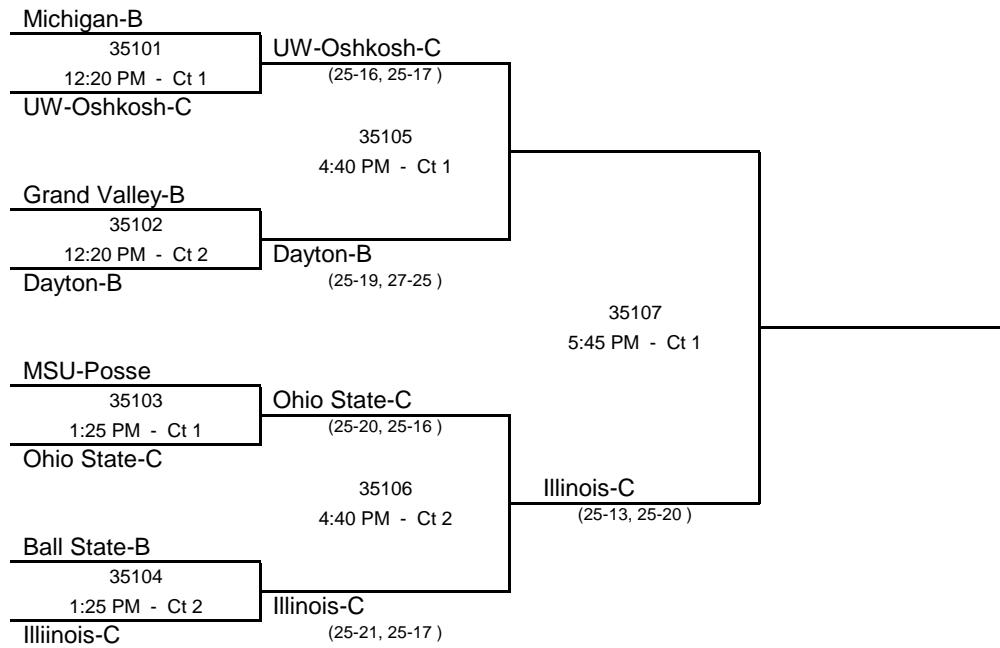 Michigan-B
35101
12:20 PM - Ct 1
UW-Oshkosh-C
UW-Oshkosh-C
(25-16, 25-17 )
35105
4:40 PM - Ct 1
Grand Valley-B
35102
12:20 PM - Ct 2
Dayton-B
Dayton-B
(25-19, 27-25 )
35107
5:45 PM - Ct 1
MSU-Posse
35103
1:25 PM - Ct 1
Ohio State-C
Ohio State-C
(25-20, 25-16 )
35106
4:40 PM - Ct 2
Illinois-C
(25-13, 25-20 )
Ball State-B
35104
1:25 PM - Ct 2
Illiinois-C
Illinois-C
(25-21, 25-17 )